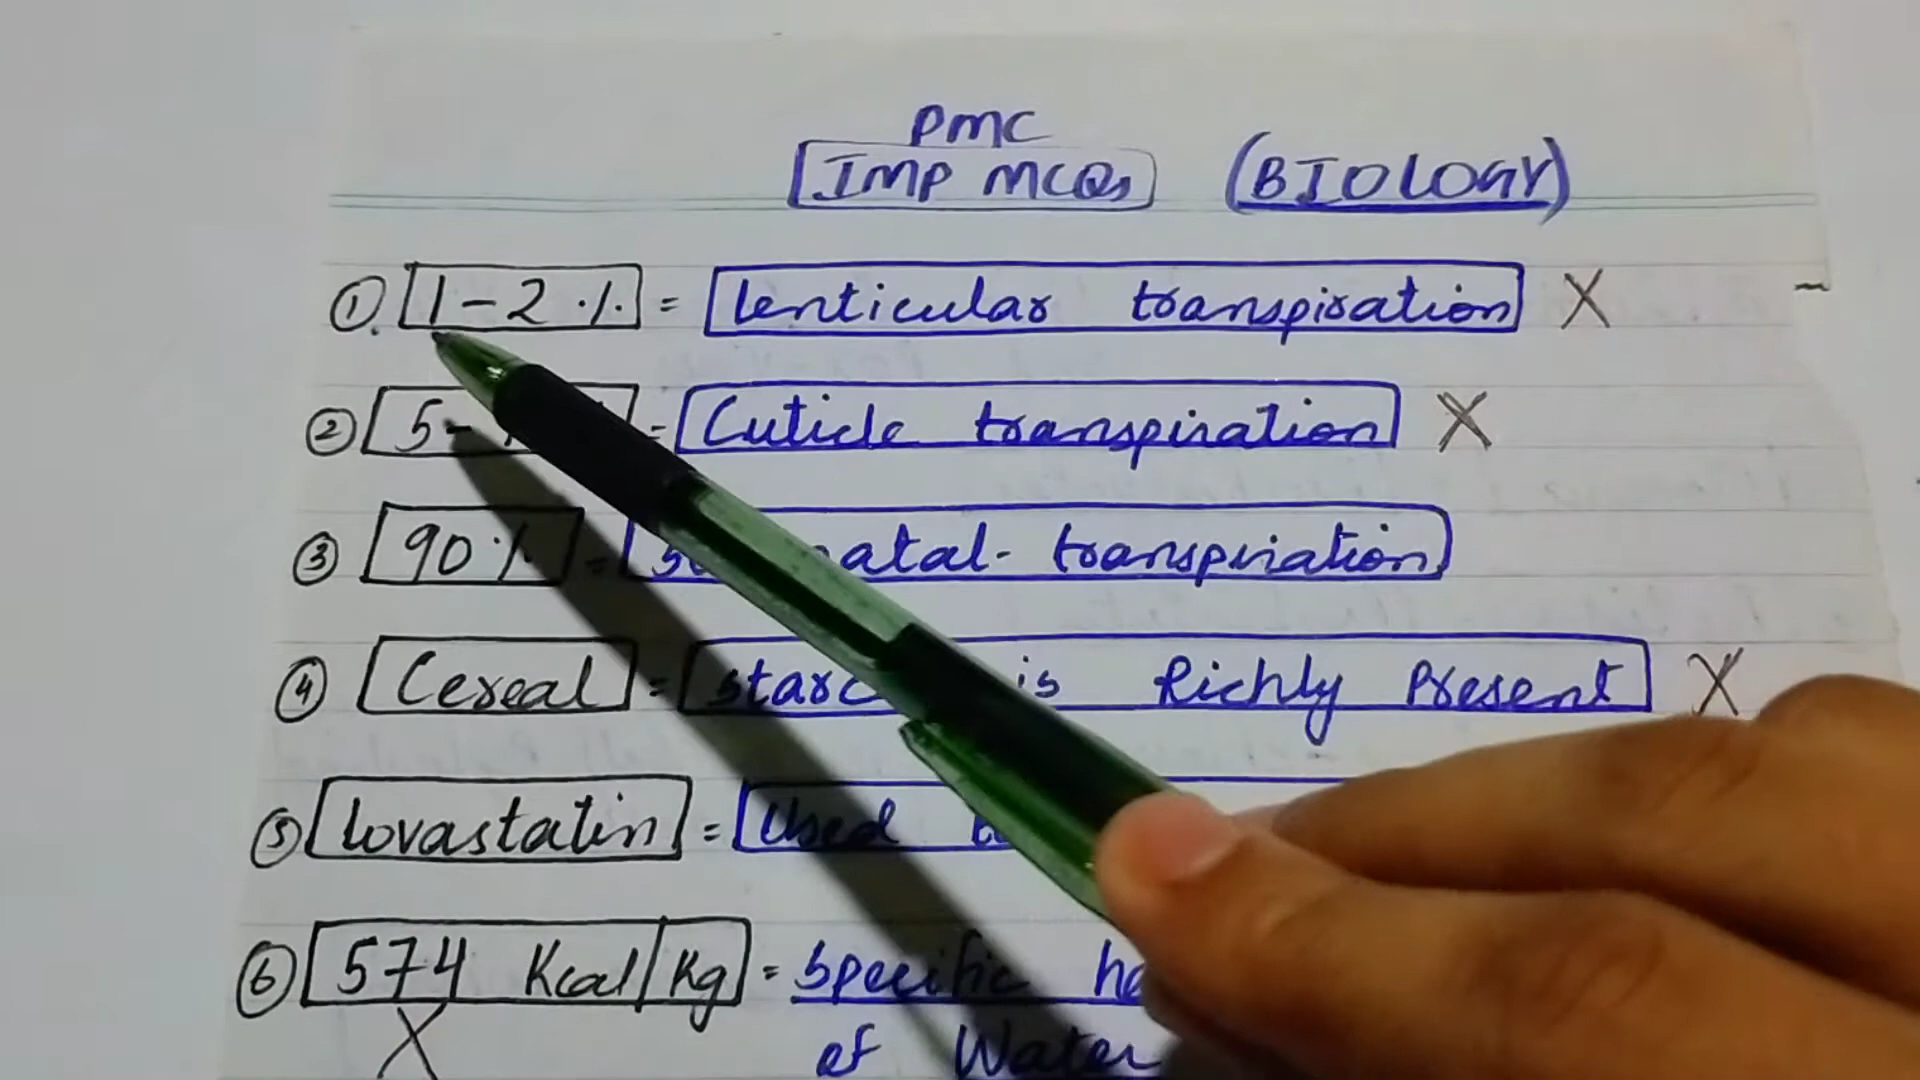 PMC
IMP MCQs (BIOLOGY)
① 1-2 % = lenticular transpiration X
② 5- = Cuticle transpiration X
③ 90 % = transpiration
④ Cereal = is Richly Present X
⑤ lovastatin = Used
⑥ 574 Kcal/Kg = Specific
X of Water